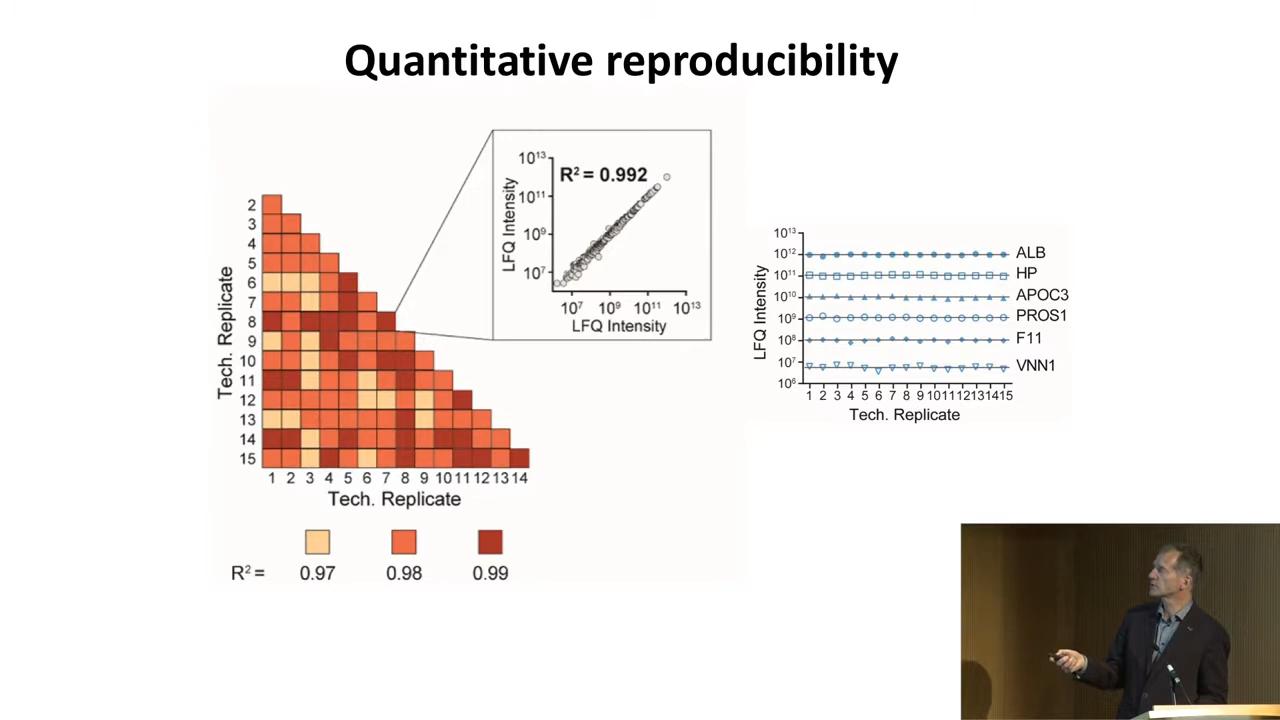 Quantitative reproducibility
Tech. Replicate
2
3
4
5
6
7
8
9
10
11
12
13
14
15
1 2 3 4 5 6 7 8 9 10 11 12 13 14
Tech. Replicate
R² = 0.97 0.98 0.99
R² = 0.992
LFQ Intensity
10¹³
10¹¹
10⁹
10⁷
10⁷ 10⁹ 10¹¹ 10¹³
LFQ Intensity
LFQ Intensity
10¹³
10¹² ALB
10¹¹ HP
10¹⁰ APOC3
10⁹ PROS1
10⁸ F11
10⁷ VNN1
10⁶
1 2 3 4 5 6 7 8 9 10 11 12 13 14 15
Tech. Replicate